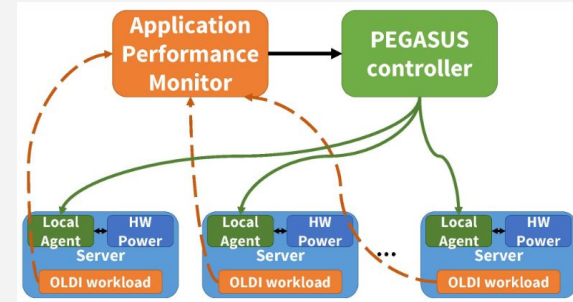 Application
Performance
Monitor
PEGASUS
controller
Local
Agent
HW
Power
Server
OLDI workload
Local
Agent
HW
Power
Server
OLDI workload
...
Local
Agent
HW
Power
Server
OLDI workload